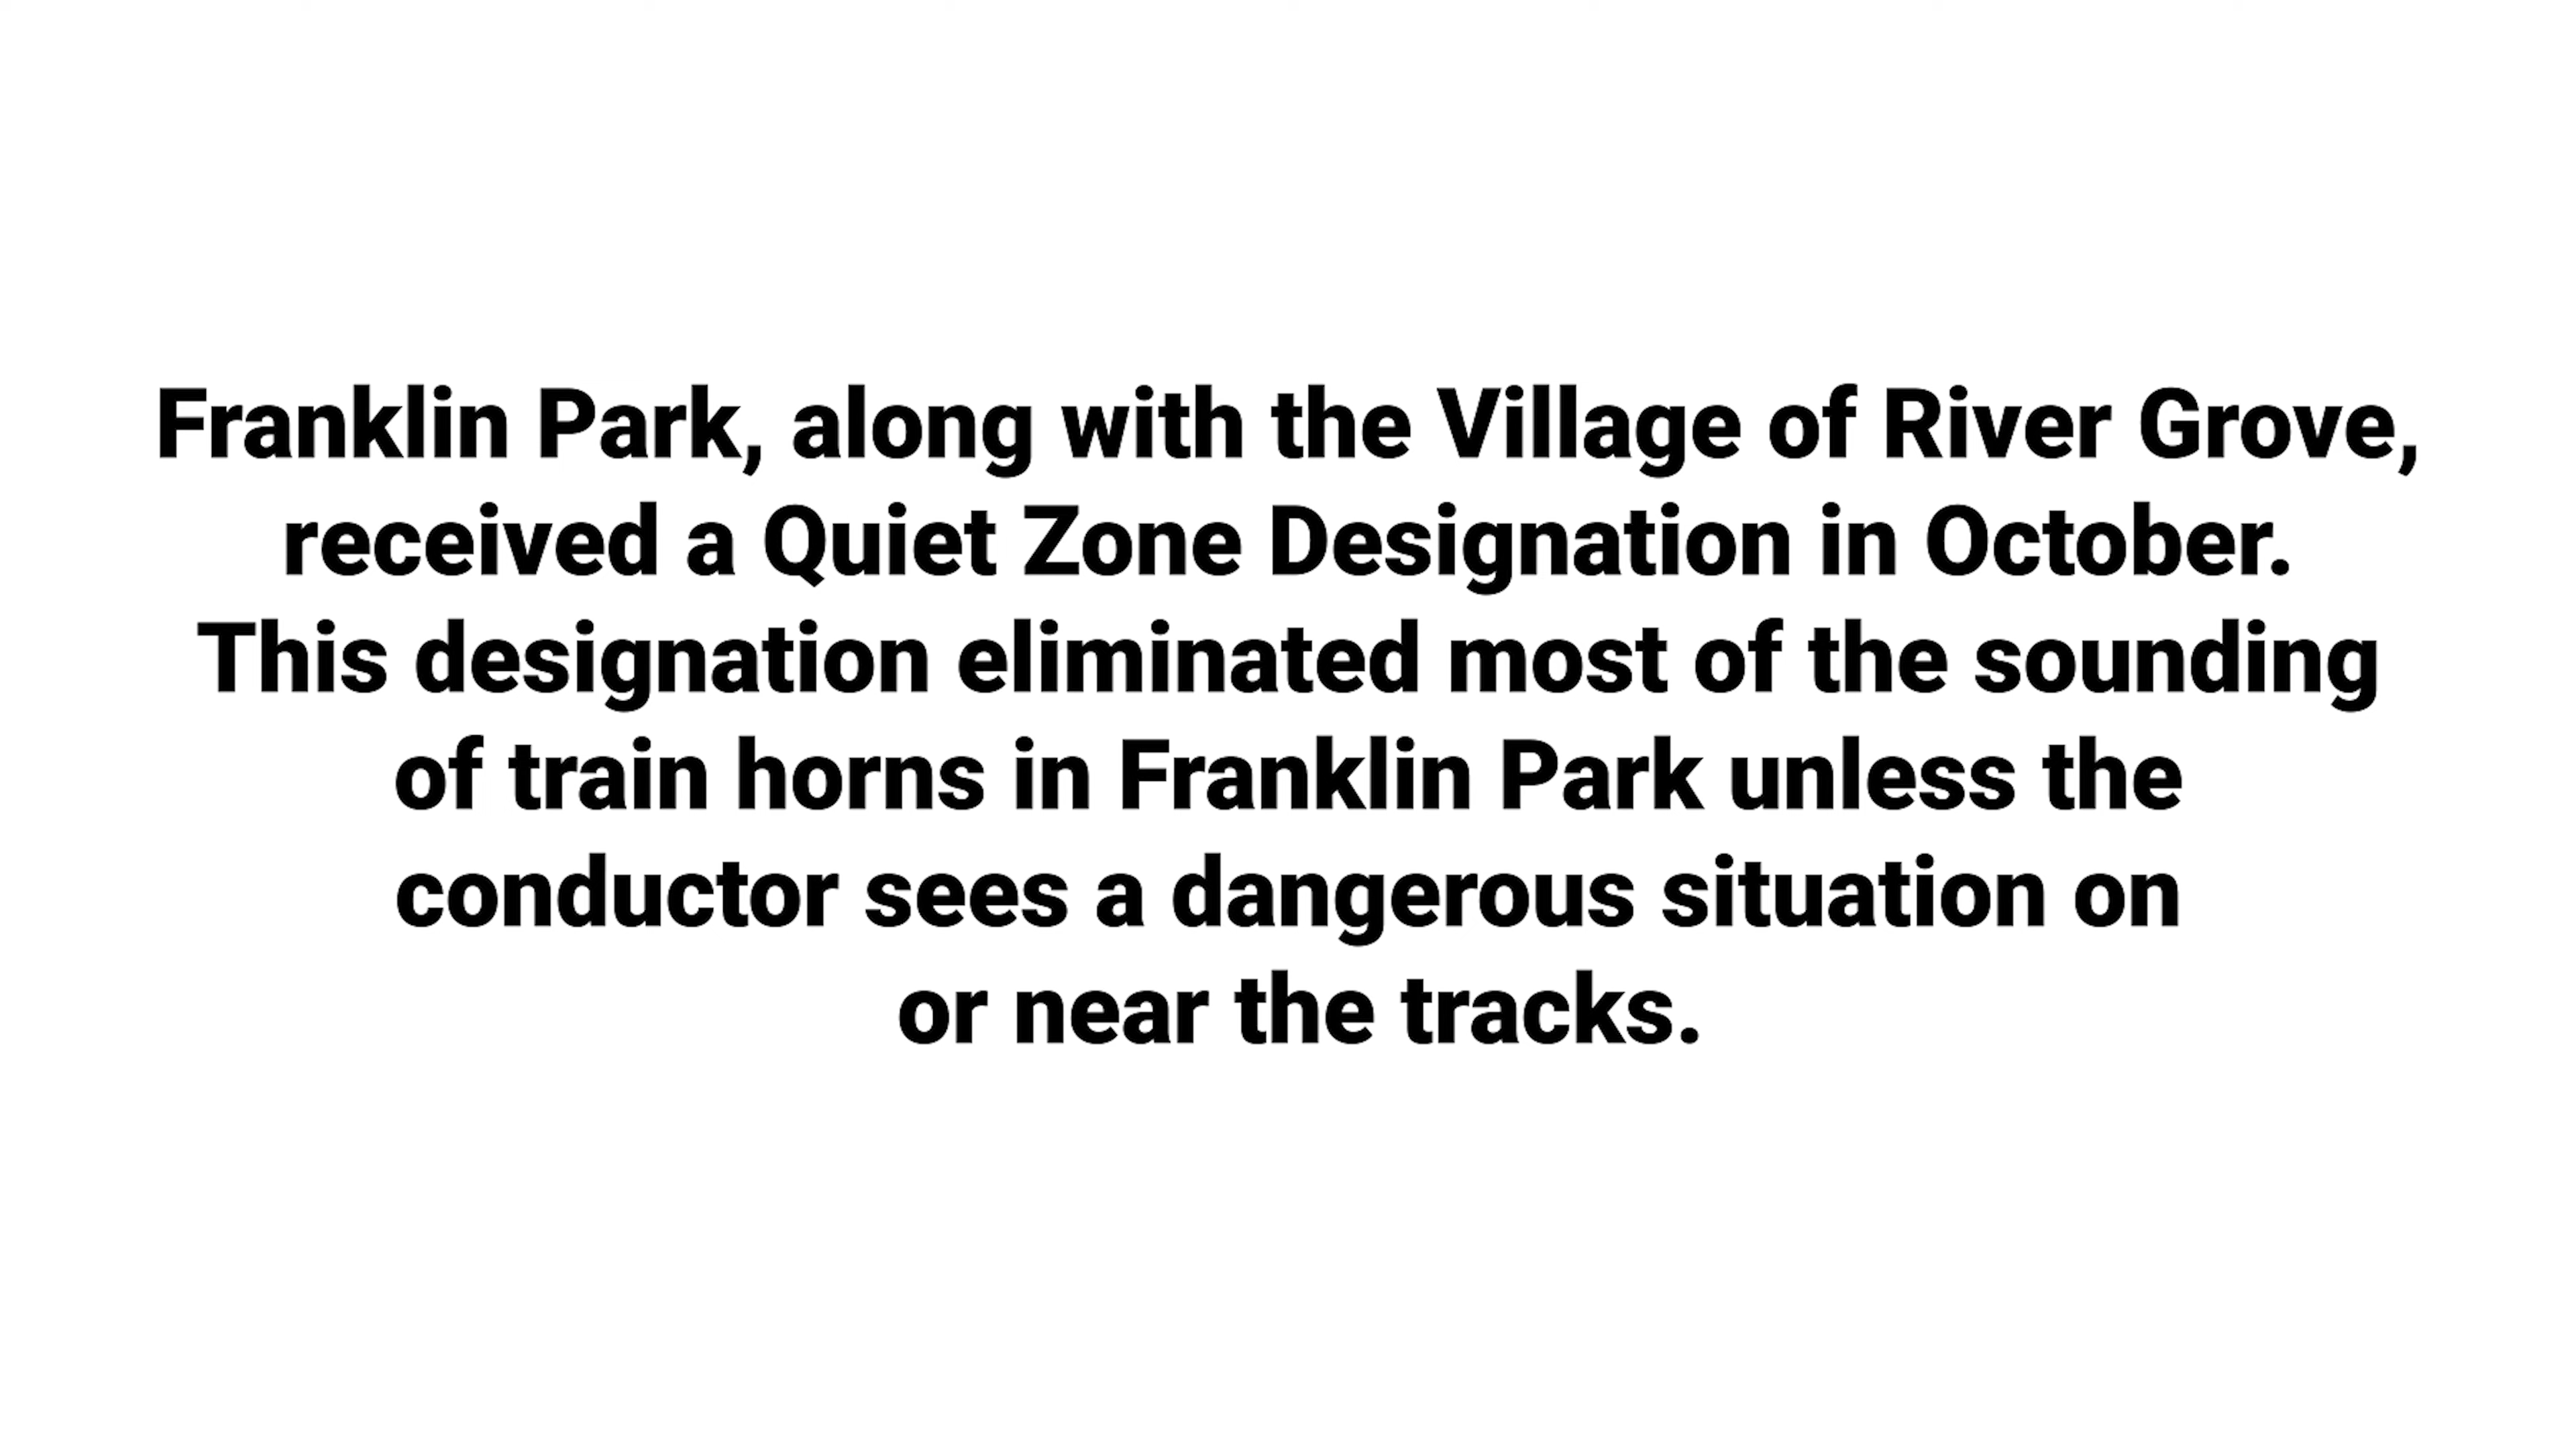 Franklin Park, along with the Village of River Grove,
received a Quiet Zone Designation in October.
This designation eliminated most of the sounding
of train horns in Franklin Park unless the
conductor sees a dangerous situation on
or near the tracks.